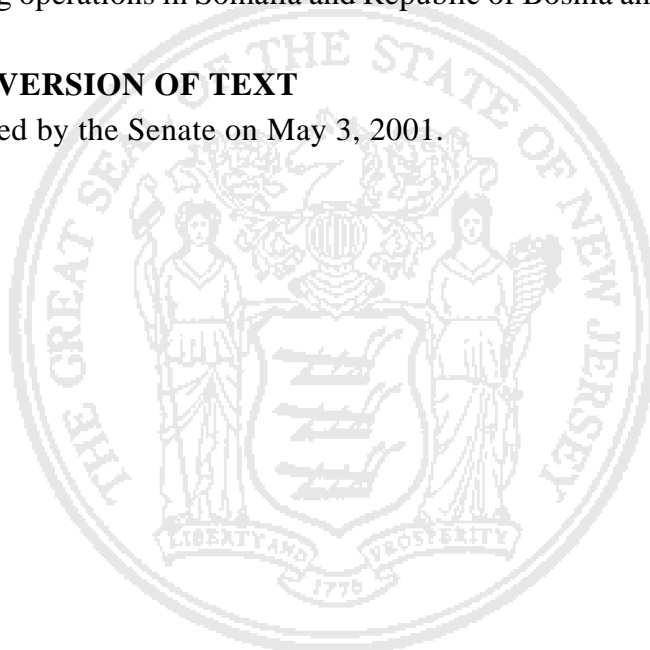 g operations in Somalia and Republic of Bosnia an
VERSION OF TEXT
ed by the Senate on May 3, 2001.
THE GREAT SEAL OF THE STATE OF NEW JERSEY
LIBERTY AND PROSPERITY
1776